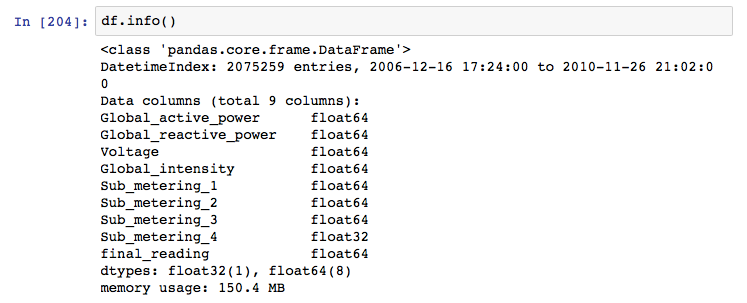 In [204]: df.info()
<class 'pandas.core.frame.DataFrame'>
DatetimeIndex: 2075259 entries, 2006-12-16 17:24:00 to 2010-11-26 21:02:0
0
Data columns (total 9 columns):
Global_active_power      float64
Global_reactive_power    float64
Voltage                  float64
Global_intensity         float64
Sub_metering_1           float64
Sub_metering_2           float64
Sub_metering_3           float64
Sub_metering_4           float32
final_reading            float64
dtypes: float32(1), float64(8)
memory usage: 150.4 MB